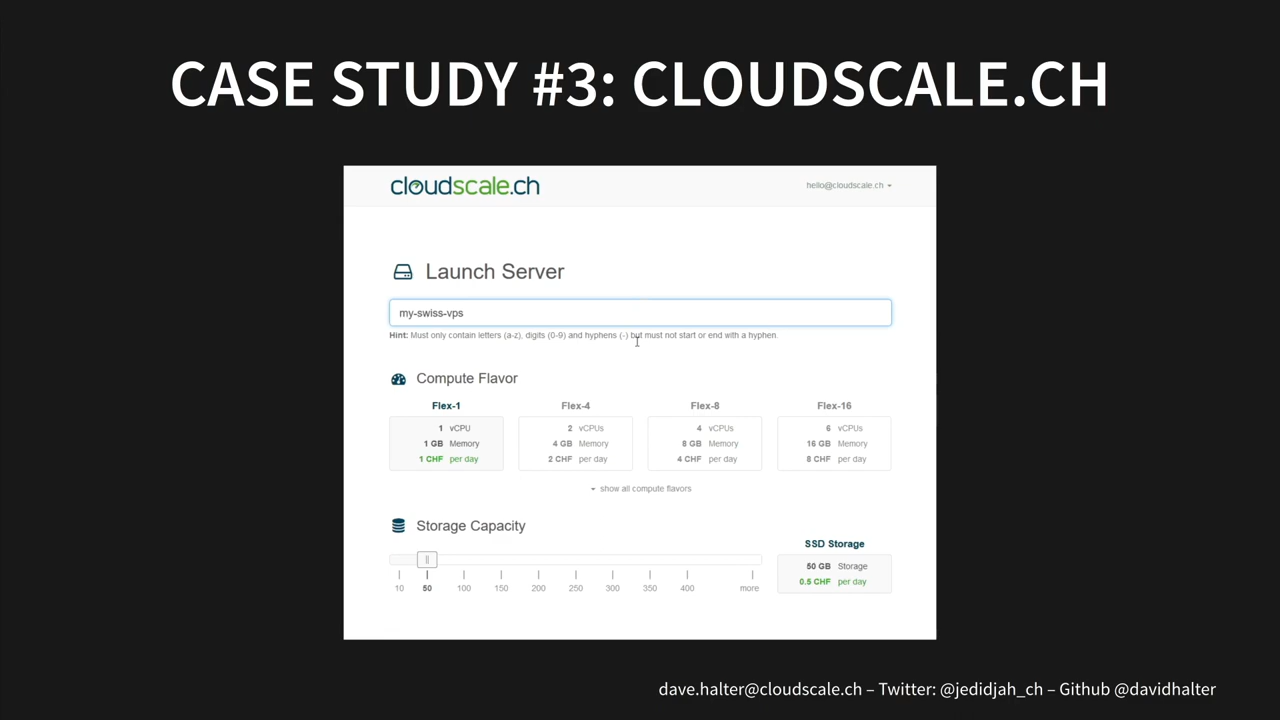 CASE STUDY #3: CLOUDSCALE.CH
cloudscale.ch
hello@cloudscale.ch
Launch Server
my-swiss-vps
Hint: Must only contain letters (a-z), digits (0-9) and hyphens (-) but must not start or end with a hyphen.
Compute Flavor
Flex-1 Flex-4 Flex-8 Flex-16
1 vCPU 2 vCPUs 4 vCPUs 6 vCPUs
1 GB Memory 4 GB Memory 8 GB Memory 16 GB Memory
1 CHF per day 2 CHF per day 4 CHF per day 8 CHF per day
show all compute flavors
Storage Capacity
SSD Storage
50 GB Storage
0.5 CHF per day
10 50 100 150 200 250 300 350 400 more
dave.halter@cloudscale.ch – Twitter: @jedidjah_ch – Github @davidhalter